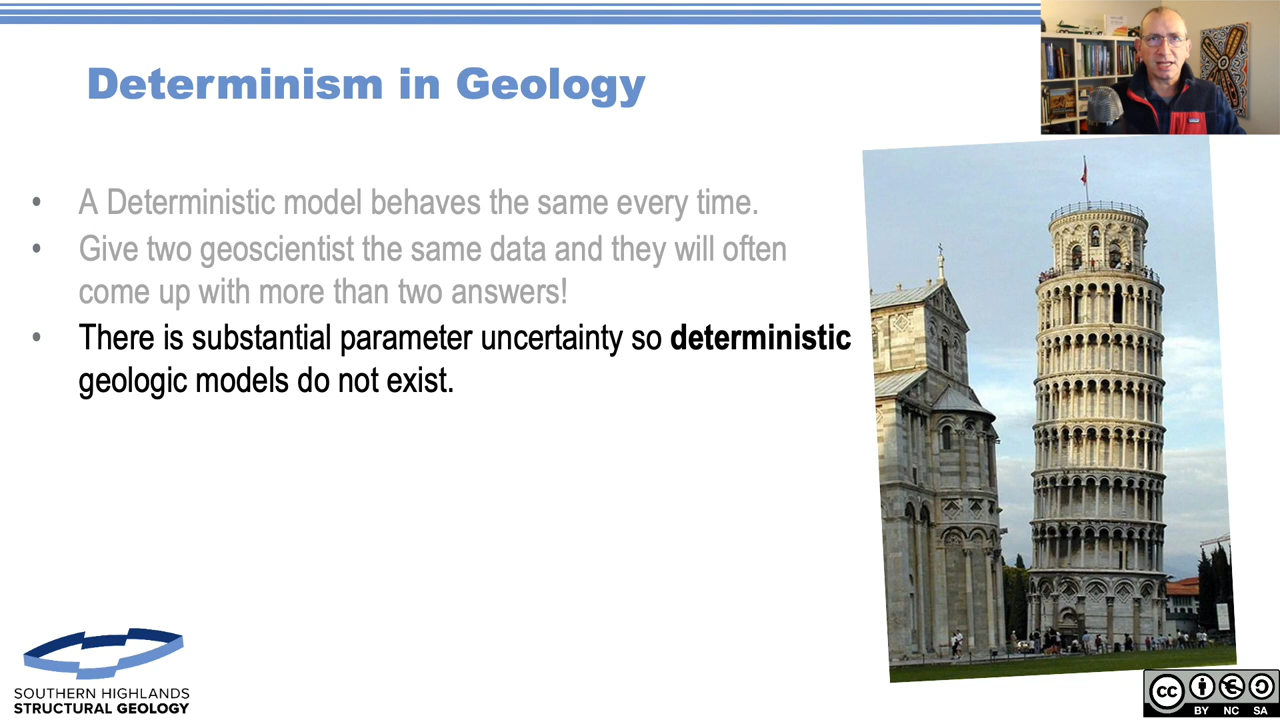 Determinism in Geology
• A Deterministic model behaves the same every time.
• Give two geoscientist the same data and they will often
come up with more than two answers!
• There is substantial parameter uncertainty so deterministic
geologic models do not exist.
SOUTHERN HIGHLANDS
STRUCTURAL GEOLOGY
cc
BY NC SA